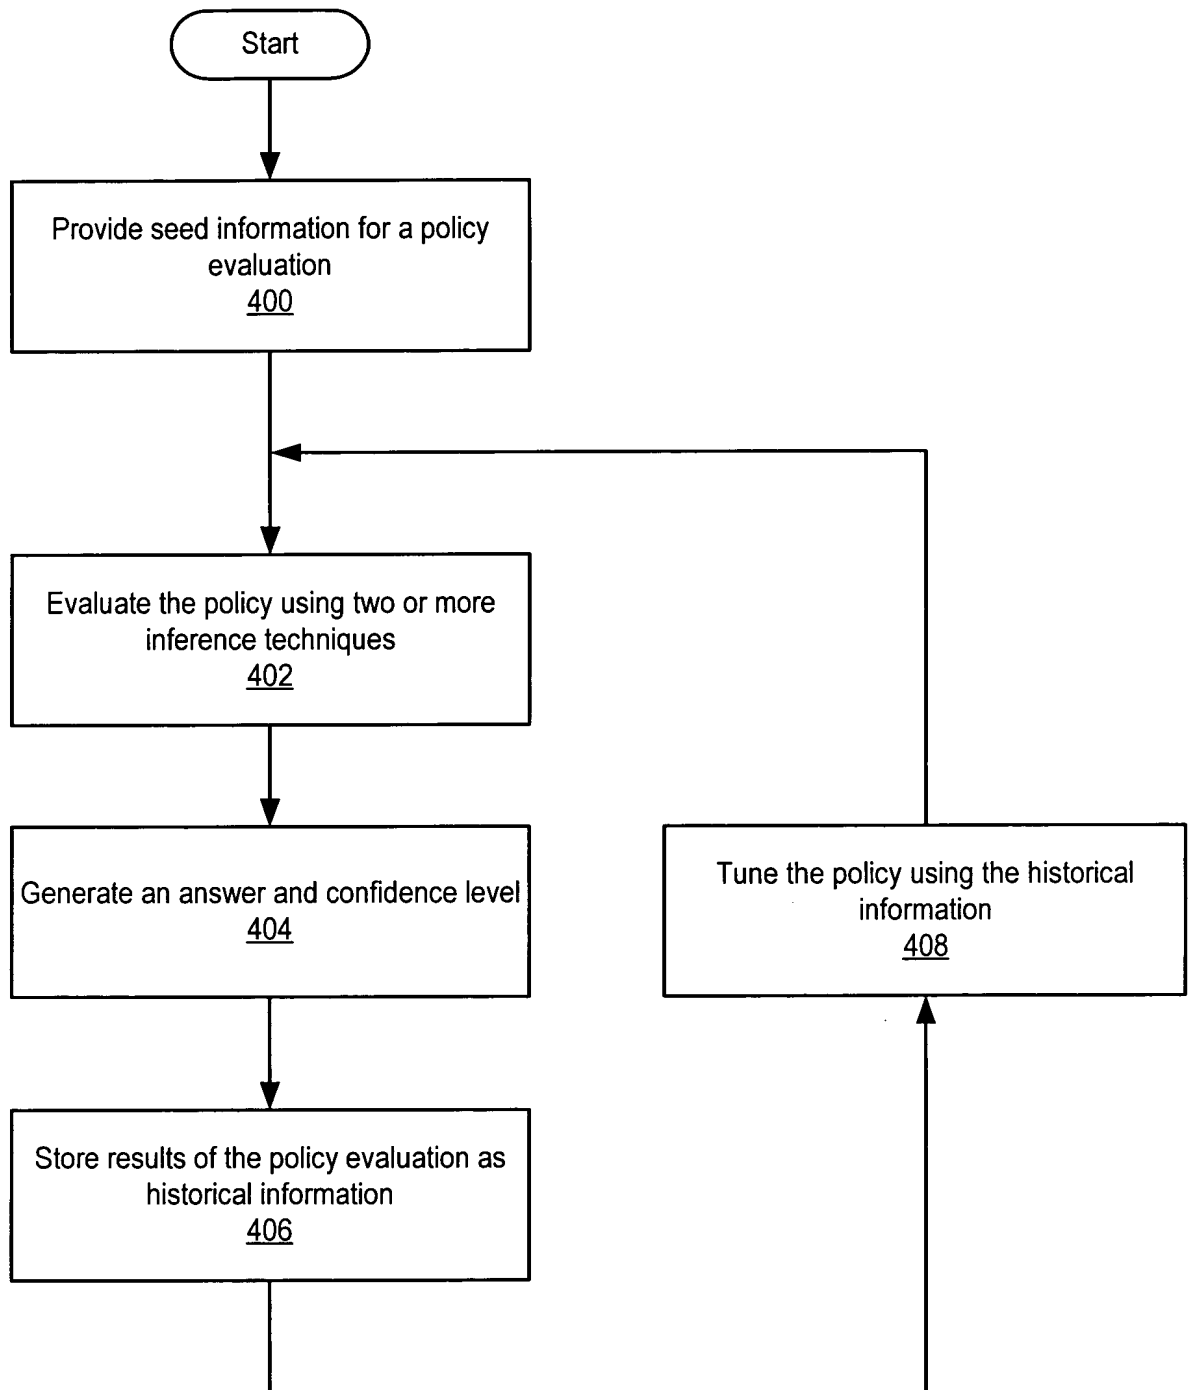 Start
Provide seed information for a policy
evaluation
400
Evaluate the policy using two or more
inference techniques
402
Generate an answer and confidence level
404
Tune the policy using the historical
information
408
Store results of the policy evaluation as
historical information
406